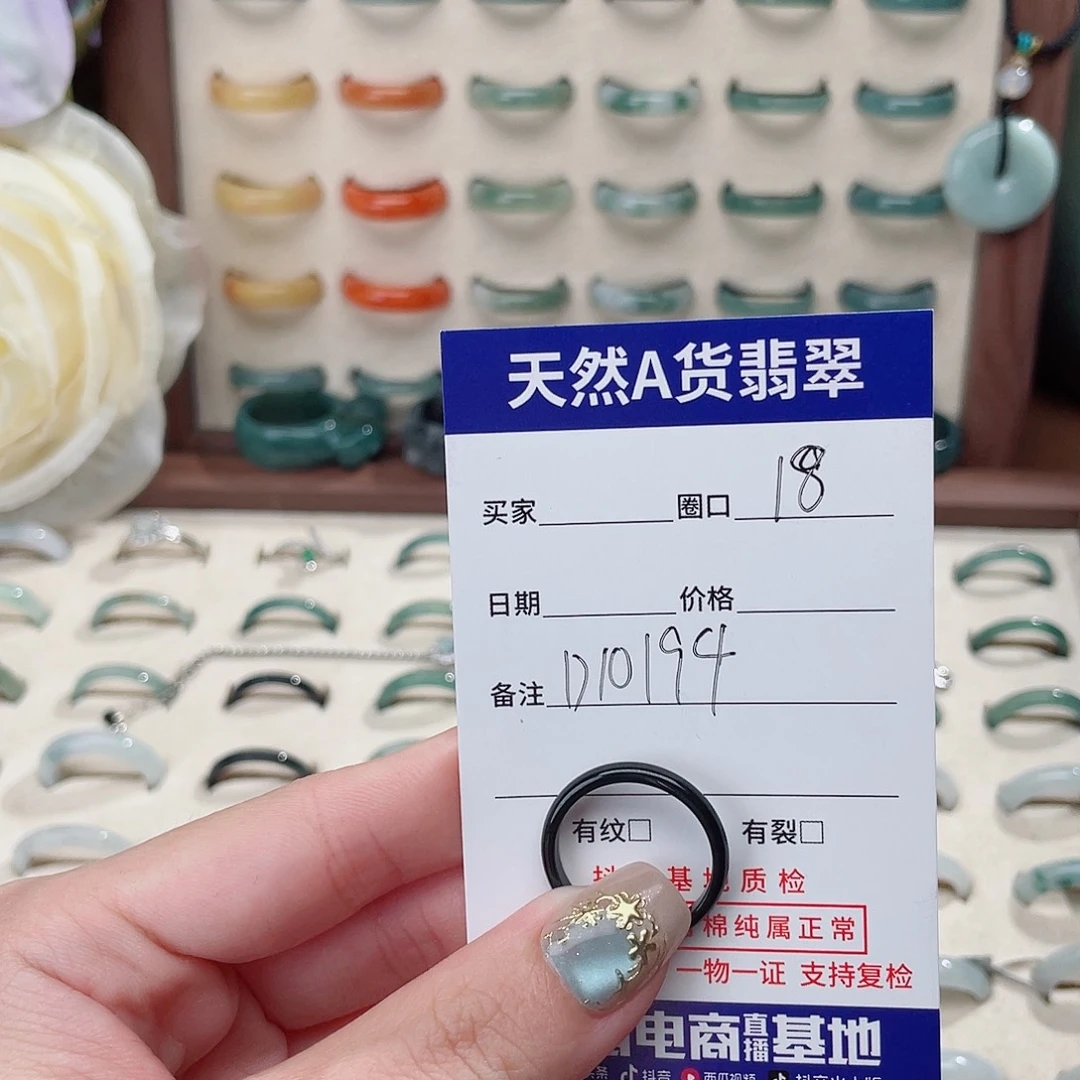 天然A货翡翠
买家 圈口 18
日期 价格
备注 D10194
有纹□ 有裂□
基地质检
棉纯属正常
一物一证 支持复检
电商直播基地
抖音 西瓜视频